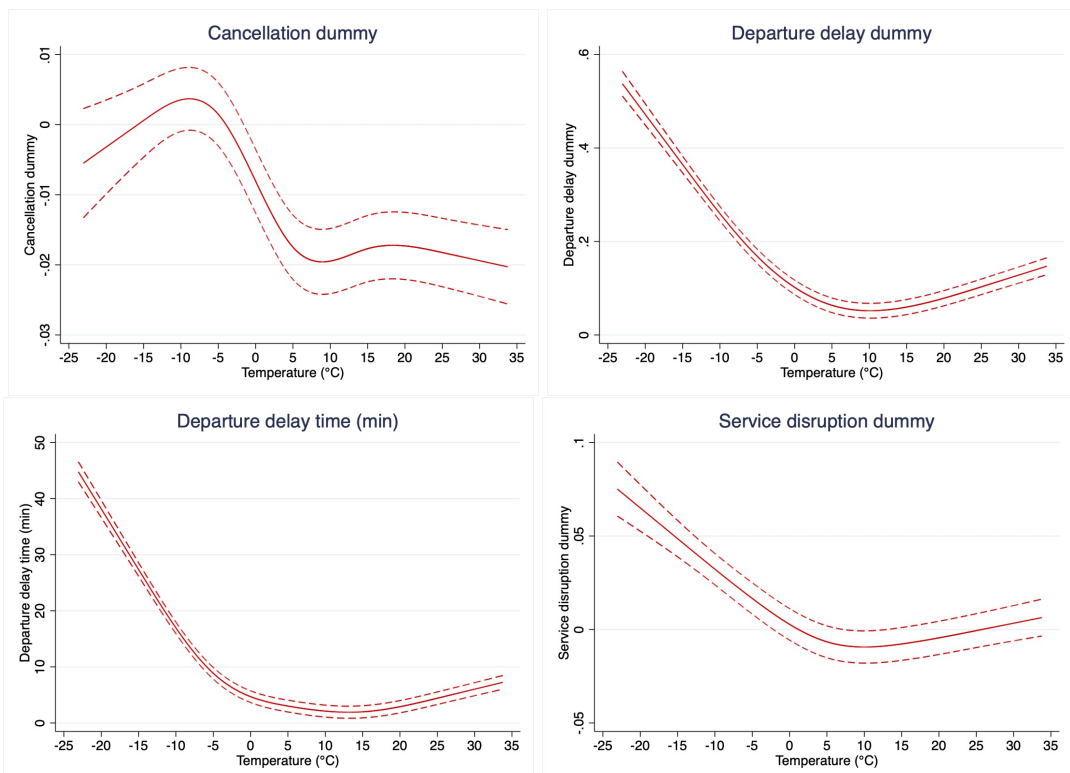 Cancellation dummy
Cancellation dummy
.01
0
-.01
-.02
-.03
-25 -20 -15 -10 -5 0 5 10 15 20 25 30 35
Temperature (°C)
Departure delay dummy
Departure delay dummy
.6
.4
.2
0
-25 -20 -15 -10 -5 0 5 10 15 20 25 30 35
Temperature (°C)
Departure delay time (min)
Departure delay time (min)
50
40
30
20
10
0
-25 -20 -15 -10 -5 0 5 10 15 20 25 30 35
Temperature (°C)
Service disruption dummy
Service disruption dummy
.1
.05
0
-.05
-25 -20 -15 -10 -5 0 5 10 15 20 25 30 35
Temperature (°C)